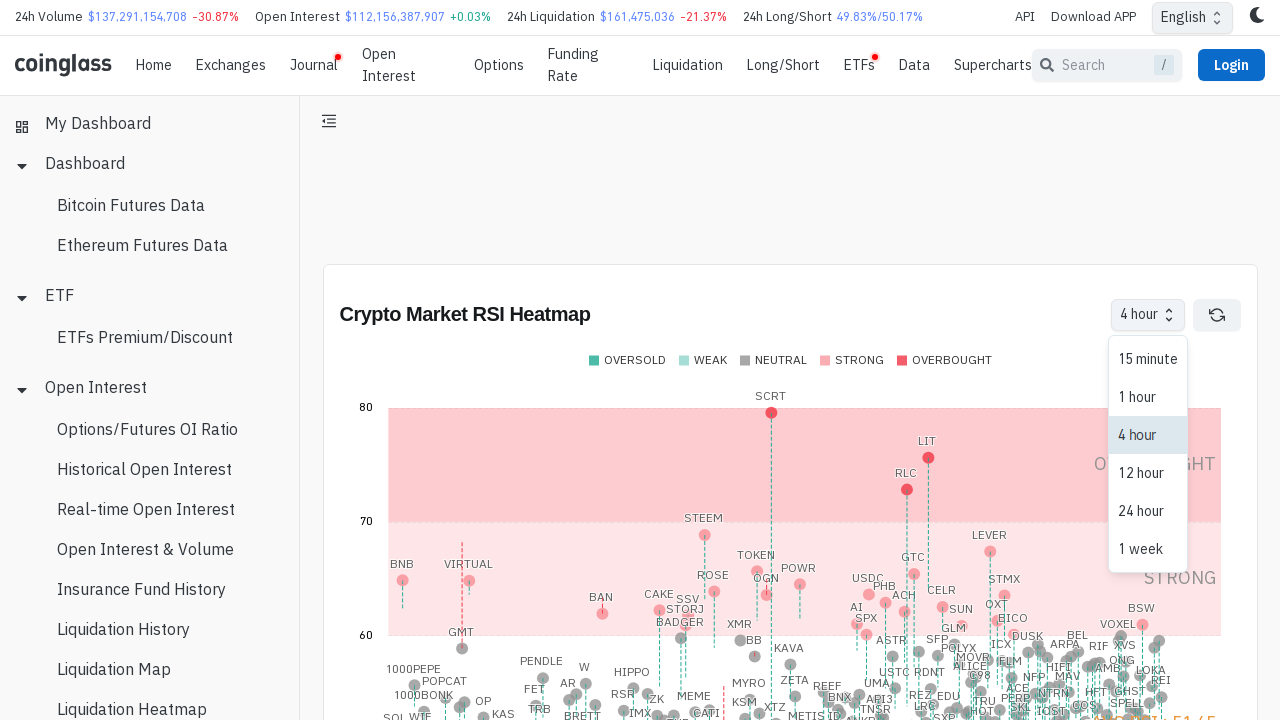 24h Volume $137,291,154,708 -30.87% Open Interest $112,156,387,907 +0.03% 24h Liquidation $161,475,036 -21.37% 24h Long/Short 49.83%/50.17% API Download APP English
coinglass Home Exchanges Journal Open Interest Options Funding Rate Liquidation Long/Short ETFs Data Supercharts Search / Login
My Dashboard
Dashboard
Bitcoin Futures Data
Ethereum Futures Data
ETF
ETFs Premium/Discount
Open Interest
Options/Futures OI Ratio
Historical Open Interest
Real-time Open Interest
Open Interest & Volume
Insurance Fund History
Liquidation History
Liquidation Map
Liquidation Heatmap
Crypto Market RSI Heatmap 4 hour
15 minute
1 hour
4 hour
12 hour
24 hour
1 week
OVERSOLD WEAK NEUTRAL STRONG OVERBOUGHT
SCRT
80
LIT
RLC
STEEM
70
LEVER
TOKEN
GTC
BNB VIRTUAL
POWR
STRONG
ROSE OGN USDC STMX
PHB CELR
BAN CAKE SSV ACH
AI SUN OXT BSW
STORJ
SPX BICO
BADGER XMR VOXEL
GLM
60
GMT
BB ASTR SFP DUSK BEL
KAVA POLYX ICX ARPA RIF XVS
PENDLE MOVR FLM ONG
1000PEPE W HIPPO ALICE HIFI AMB
POPCAT ZETA USTC RDNT C98 NFP MAV LOKA
FET AR MYRO REEF UMA ACE REI
1000BONK OP RSR ZK MEME BNX API3 REZ EDU PERP NTRN HFT GHST
TRB KSM XTZ TNSR LRC TRU COS SPELL
KAS BRETT IMX CATI METIS ID HOT SKL IOST
SOL WIF